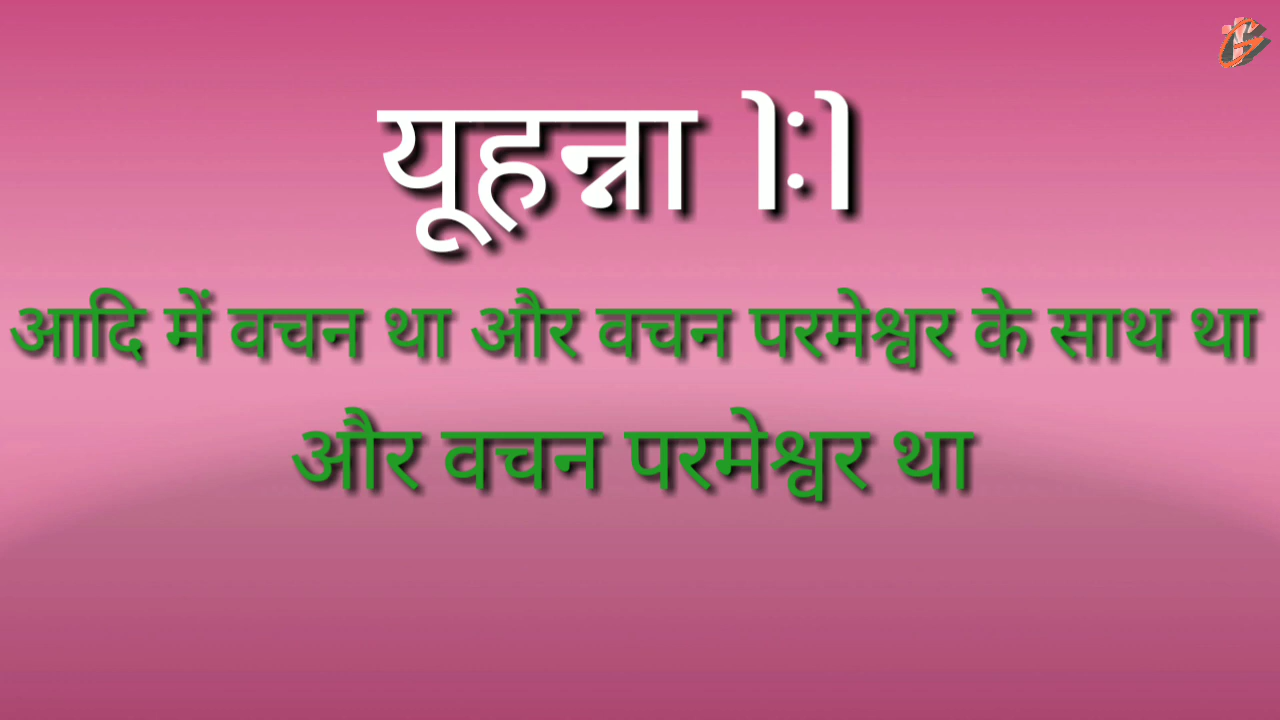 यूहन्ना 1:1
आदि में वचन था और वचन परमेश्वर के साथ था
और वचन परमेश्वर था